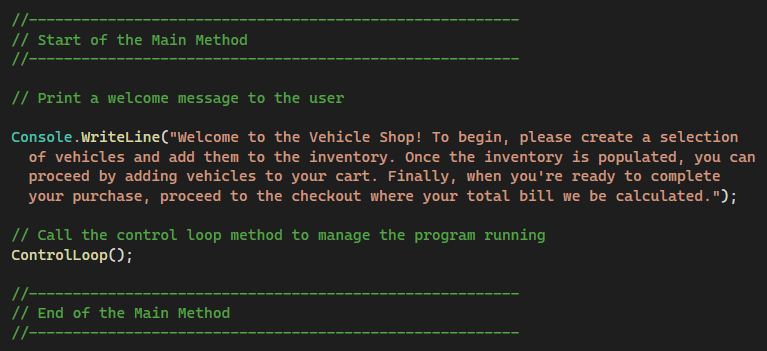 //--------------------------------------------------------
// Start of the Main Method
//--------------------------------------------------------
// Print a welcome message to the user
Console.WriteLine("Welcome to the Vehicle Shop! To begin, please create a selection
of vehicles and add them to the inventory. Once the inventory is populated, you can
proceed by adding vehicles to your cart. Finally, when you're ready to complete
your purchase, proceed to the checkout where your total bill we be calculated.");
// Call the control loop method to manage the program running
ControlLoop();
//--------------------------------------------------------
// End of the Main Method
//--------------------------------------------------------